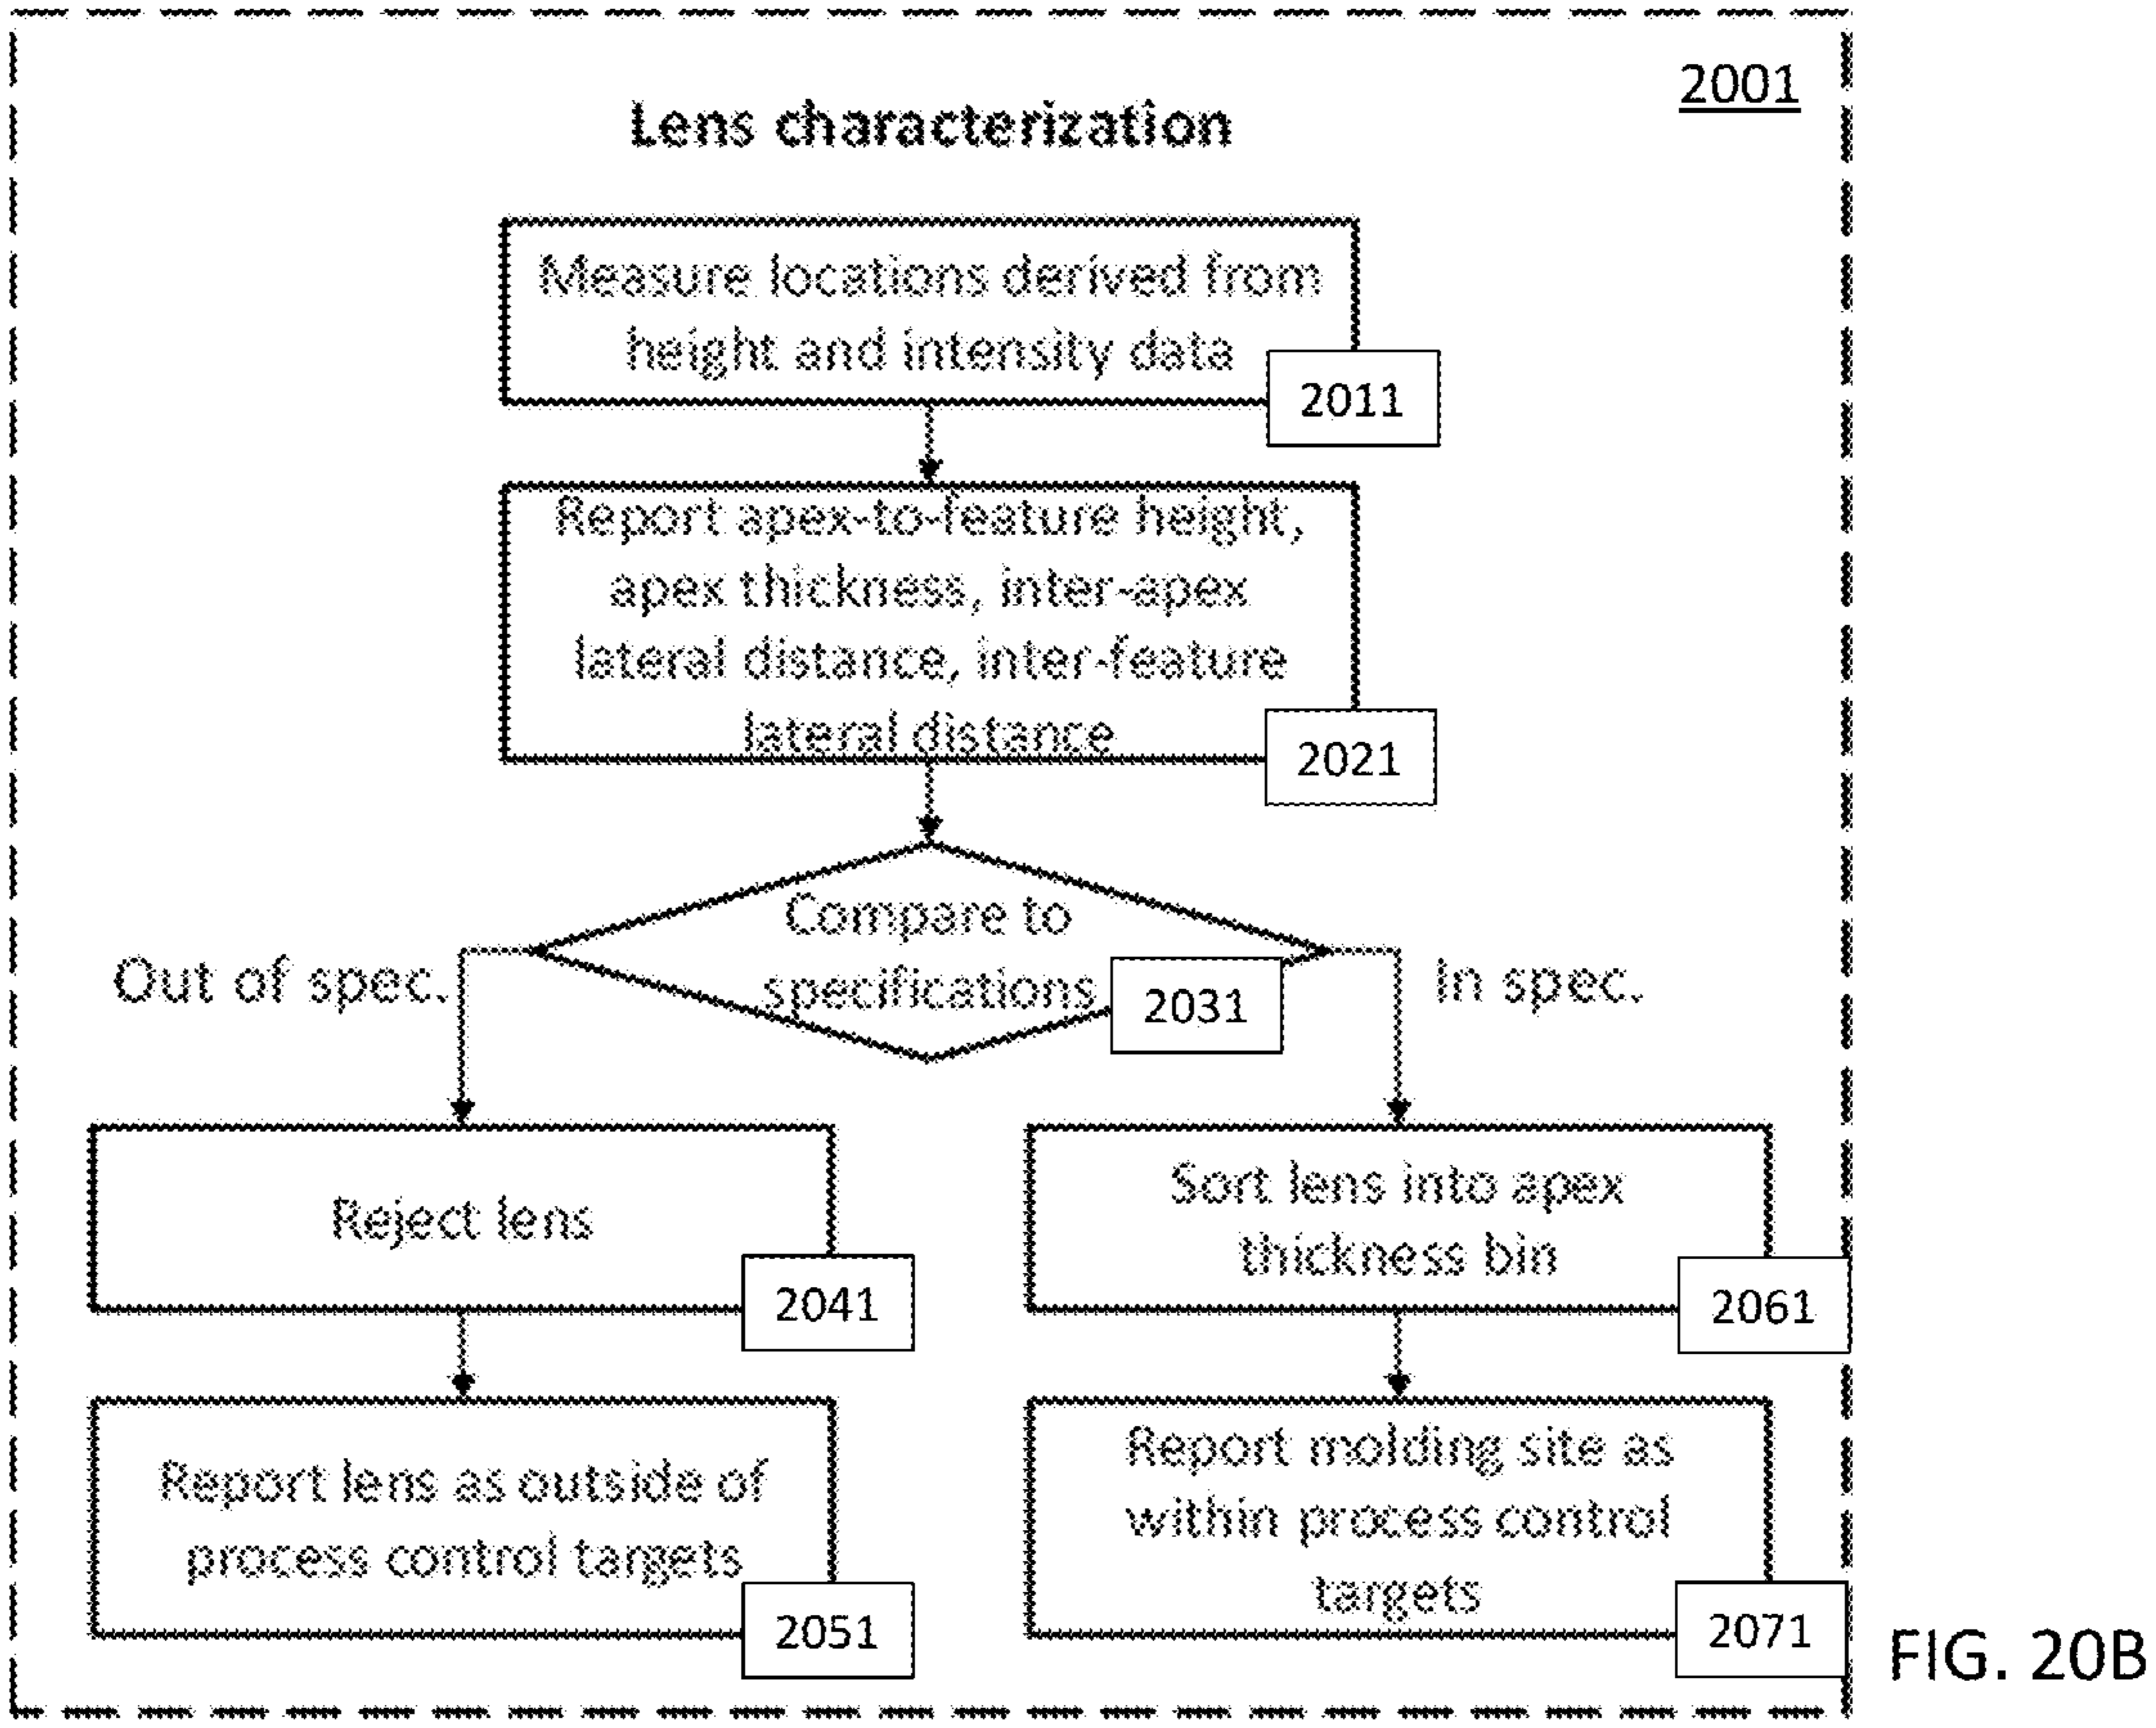 2001
Lens characterization
Measure locations derived from
height and intensity data
2011
Report apex-to-feature height,
apex thickness, inter-apex
lateral distance, inter-feature
lateral distance
2021
Compare to
specifications
2031
Out of spec.
In spec.
Reject lens
2041
Sort lens into apex
thickness bin
2061
Report lens as outside of
process control targets
2051
Report molding site as
within process control
targets
2071
FIG. 20B